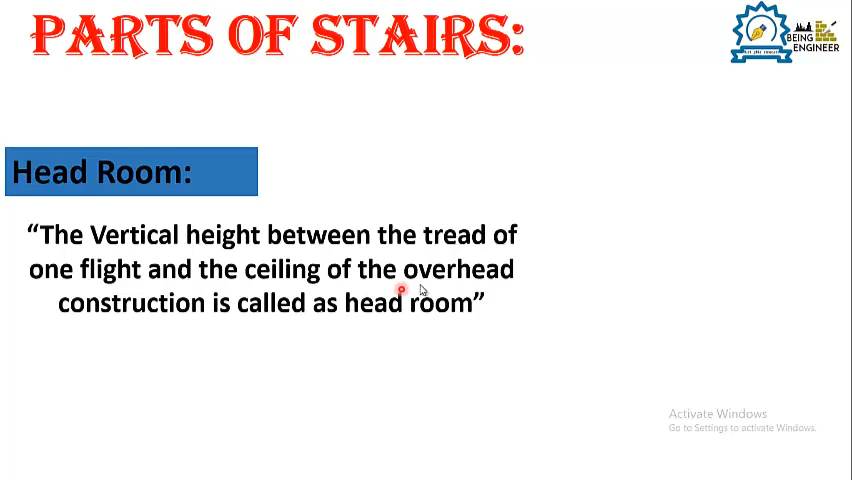 PARTS OF STAIRS:
BEING
ENGINEER
Head Room:
“The Vertical height between the tread of
one flight and the ceiling of the overhead
construction is called as head room”
Activate Windows
Go to Settings to activate Windows.